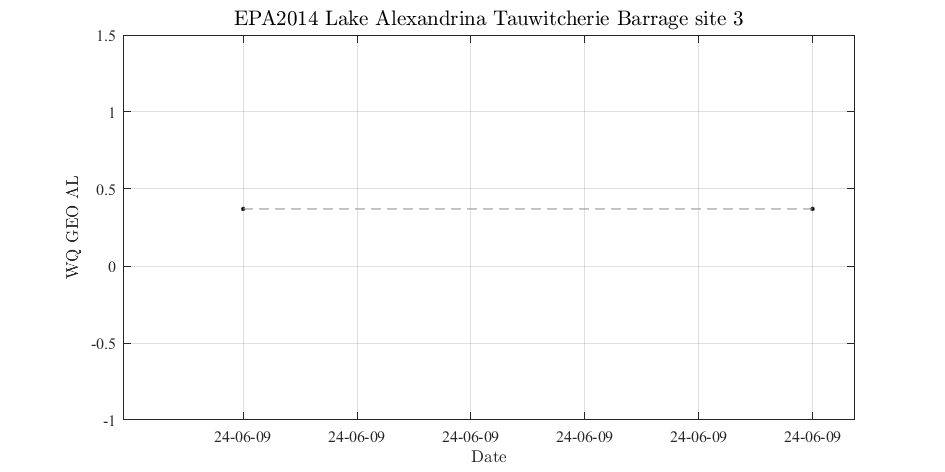 EPA2014 Lake Alexandrina Tauwitcherie Barrage site 3
1.5
1
0.5
0
-0.5
-1
WQ GEO AL
24-06-09 24-06-09 24-06-09 24-06-09 24-06-09 24-06-09
Date